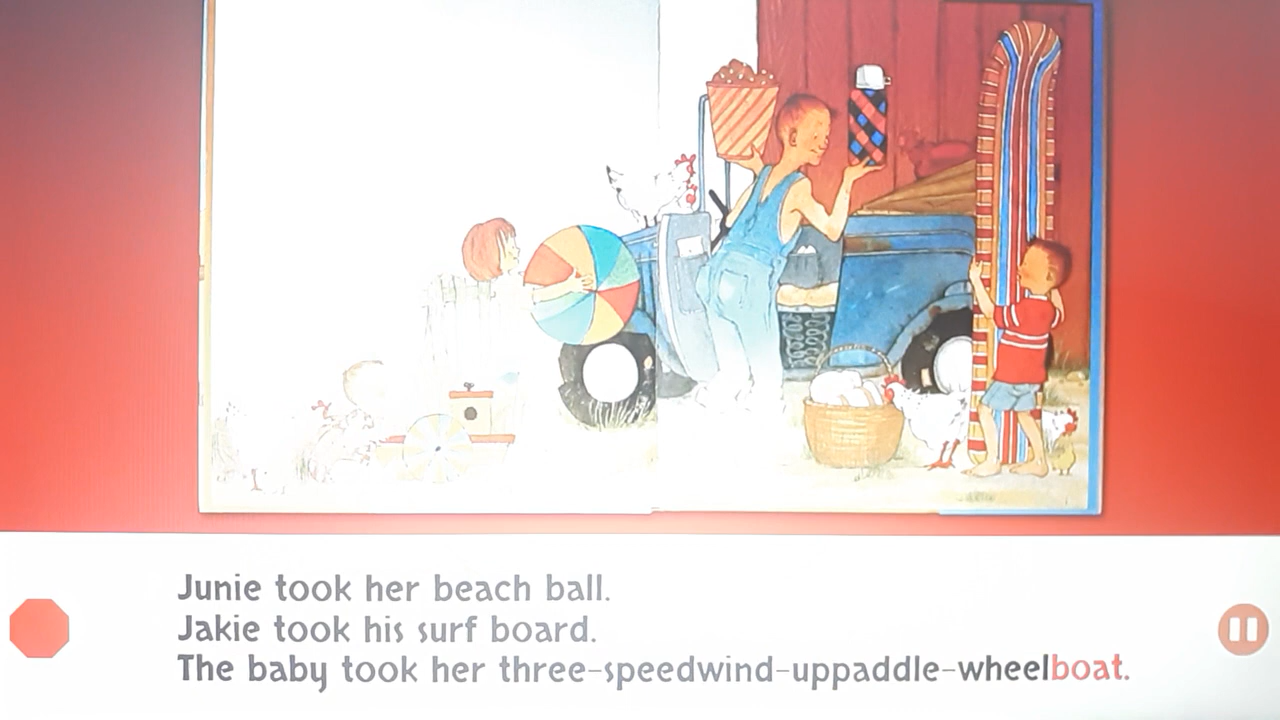 Junie took her beach ball.
Jakie took his surf board.
The baby took her three-speedwind-uppaddle-wheelboat.